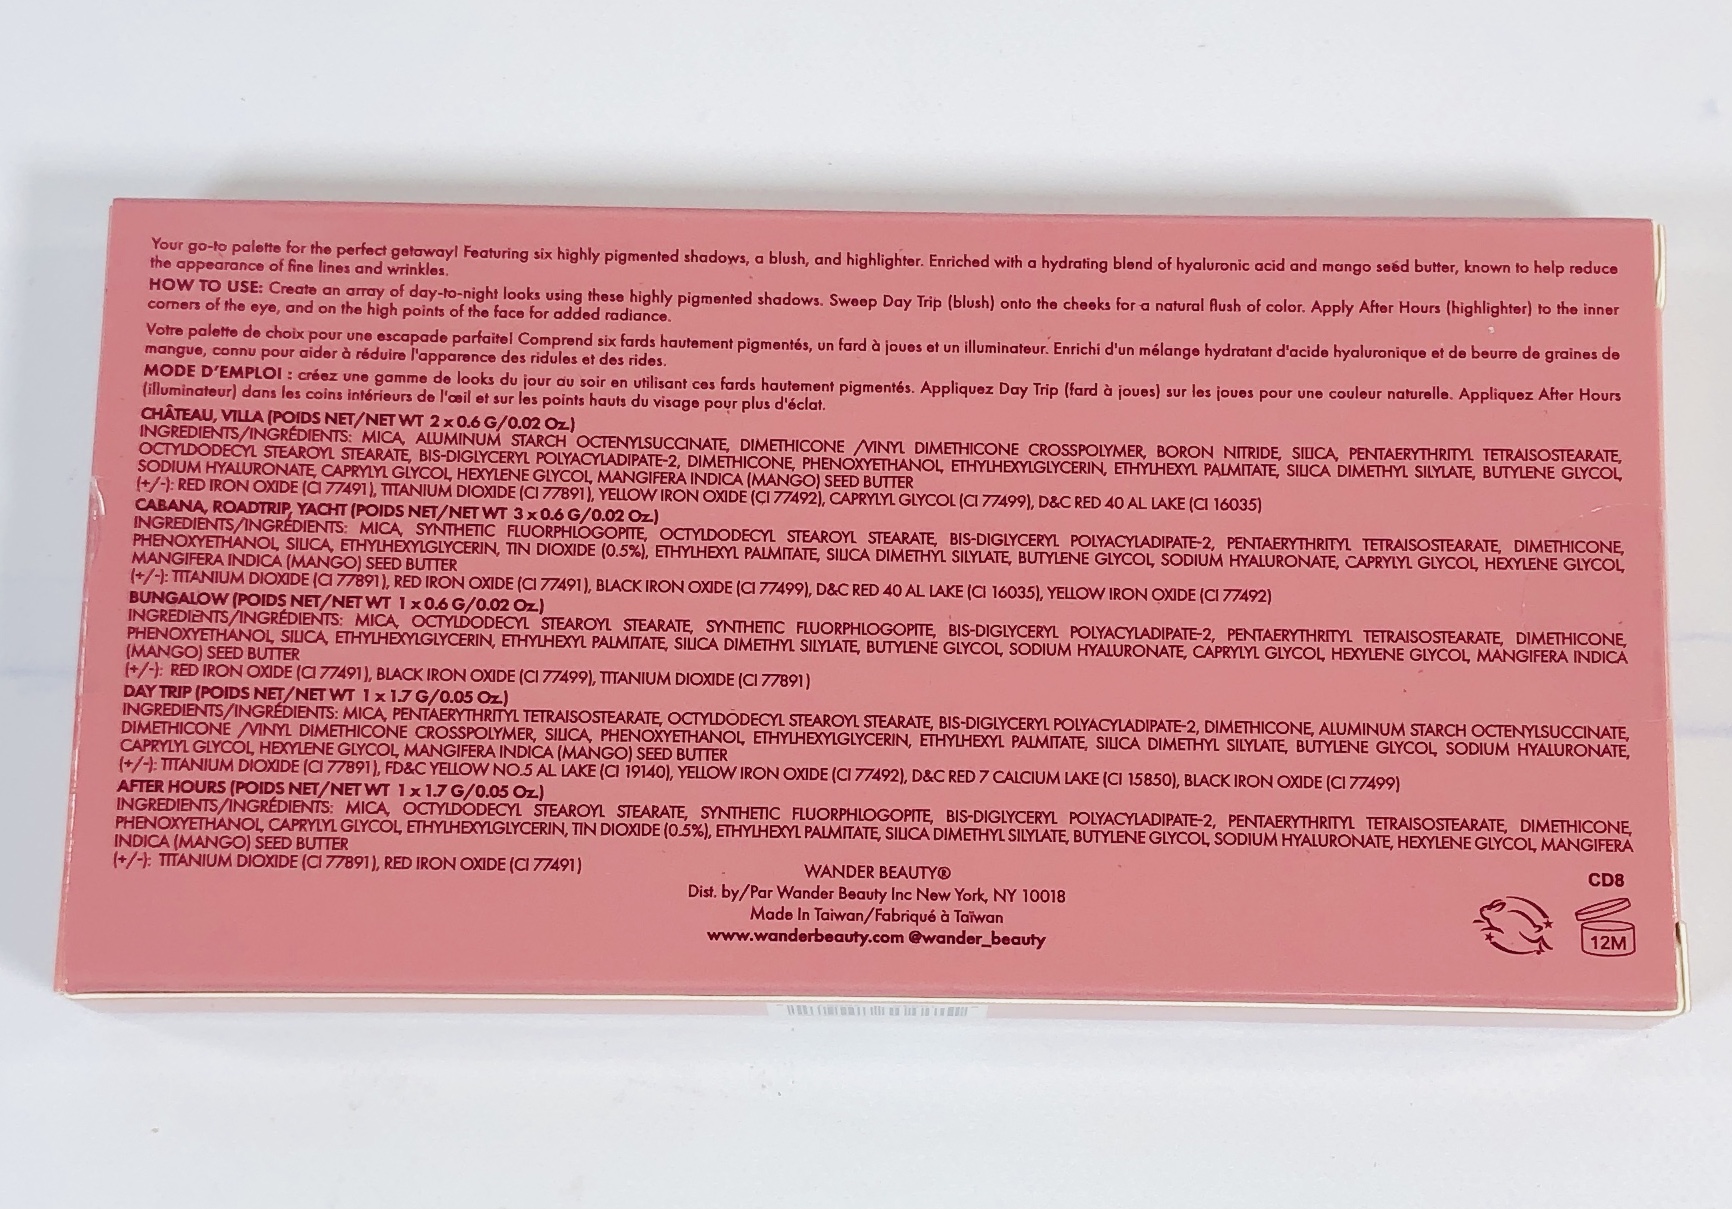 Your go-to palette for the perfect getaway! Featuring six highly pigmented shadows, a blush, and highlighter. Enriched with a hydrating blend of hyaluronic acid and mango seed butter, known to help reduce
the appearance of fine lines and wrinkles.
HOW TO USE: Create an array of day-to-night looks using these highly pigmented shadows. Sweep Day Trip (blush) onto the cheeks for a natural flush of color. Apply After Hours (highlighter) to the inner
corners of the eye, and on the high points of the face for added radiance.
Votre palette de choix pour une escapade parfaite! Comprend six fards hautement pigmentés, un fard à joues et un illuminateur. Enrichi d'un mélange hydratant d'acide hyaluronique et de beurre de graines de
mangue, connu pour aider à réduire l'apparence des ridules et des rides.
MODE D'EMPLOI : créez une gamme de looks du jour au soir en utilisant ces fards hautement pigmentés. Appliquez Day Trip (fard à joues) sur les joues pour une couleur naturelle. Appliquez After Hours
(illuminateur) dans les coins intérieurs de l'œil et sur les points hauts du visage pour plus d'éclat.
CHÂTEAU, VILLA (POIDS NET/NET WT 2 x 0.6 G/0.02 Oz.)
INGREDIENTS/INGRÉDIENTS: MICA, ALUMINUM STARCH OCTENYLSUCCINATE, DIMETHICONE /VINYL DIMETHICONE CROSSPOLYMER, BORON NITRIDE, SILICA, PENTAERYTHRITYL TETRAISOSTEARATE,
OCTYLDODECYL STEAROYL STEARATE, BIS-DIGLYCERYL POLYACYLADIPATE-2, DIMETHICONE, PHENOXYETHANOL, ETHYLHEXYLGLYCERIN, ETHYLHEXYL PALMITATE, SILICA DIMETHYL SILYLATE, BUTYLENE GLYCOL,
SODIUM HYALURONATE, CAPRYLYL GLYCOL, HEXYLENE GLYCOL, MANGIFERA INDICA (MANGO) SEED BUTTER
(+/-): RED IRON OXIDE (CI 77491), TITANIUM DIOXIDE (CI 77891), YELLOW IRON OXIDE (CI 77492), CAPRYLYL GLYCOL (CI 77499), D&C RED 40 AL LAKE (CI 16035)
CABANA, ROADTRIP, YACHT (POIDS NET/NET WT 3 x 0.6 G/0.02 Oz.)
INGREDIENTS/INGRÉDIENTS: MICA, SYNTHETIC FLUORPHLOGOPITE, OCTYLDODECYL STEAROYL STEARATE, BIS-DIGLYCERYL POLYACYLADIPATE-2, PENTAERYTHRITYL TETRAISOSTEARATE, DIMETHICONE,
PHENOXYETHANOL, SILICA, ETHYLHEXYLGLYCERIN, TIN DIOXIDE (0.5%), ETHYLHEXYL PALMITATE, SILICA DIMETHYL SILYLATE, BUTYLENE GLYCOL, SODIUM HYALURONATE, CAPRYLYL GLYCOL, HEXYLENE GLYCOL,
MANGIFERA INDICA (MANGO) SEED BUTTER
(+/-): TITANIUM DIOXIDE (CI 77891), RED IRON OXIDE (CI 77491), BLACK IRON OXIDE (CI 77499), D&C RED 40 AL LAKE (CI 16035), YELLOW IRON OXIDE (CI 77492)
BUNGALOW (POIDS NET/NET WT 1 x 0.6 G/0.02 Oz.)
INGREDIENTS/INGRÉDIENTS: MICA, OCTYLDODECYL STEAROYL STEARATE, SYNTHETIC FLUORPHLOGOPITE, BIS-DIGLYCERYL POLYACYLADIPATE-2, PENTAERYTHRITYL TETRAISOSTEARATE, DIMETHICONE,
PHENOXYETHANOL, SILICA, ETHYLHEXYLGLYCERIN, ETHYLHEXYL PALMITATE, SILICA DIMETHYL SILYLATE, BUTYLENE GLYCOL, SODIUM HYALURONATE, CAPRYLYL GLYCOL, HEXYLENE GLYCOL, MANGIFERA INDICA
(MANGO) SEED BUTTER
(+/-): RED IRON OXIDE (CI 77491), BLACK IRON OXIDE (CI 77499), TITANIUM DIOXIDE (CI 77891)
DAY TRIP (POIDS NET/NET WT 1 x 1.7 G/0.05 Oz.)
INGREDIENTS/INGRÉDIENTS: MICA, PENTAERYTHRITYL TETRAISOSTEARATE, OCTYLDODECYL STEAROYL STEARATE, BIS-DIGLYCERYL POLYACYLADIPATE-2, DIMETHICONE, ALUMINUM STARCH OCTENYLSUCCINATE,
DIMETHICONE /VINYL DIMETHICONE CROSSPOLYMER, SILICA, PHENOXYETHANOL, ETHYLHEXYLGLYCERIN, ETHYLHEXYL PALMITATE, SILICA DIMETHYL SILYLATE, BUTYLENE GLYCOL, SODIUM HYALURONATE,
CAPRYLYL GLYCOL, HEXYLENE GLYCOL, MANGIFERA INDICA (MANGO) SEED BUTTER
(+/-): TITANIUM DIOXIDE (CI 77891), FD&C YELLOW NO.5 AL LAKE (CI 19140), YELLOW IRON OXIDE (CI 77492), D&C RED 7 CALCIUM LAKE (CI 15850), BLACK IRON OXIDE (CI 77499)
AFTER HOURS (POIDS NET/NET WT 1 x 1.7 G/0.05 Oz.)
INGREDIENTS/INGRÉDIENTS: MICA, OCTYLDODECYL STEAROYL STEARATE, SYNTHETIC FLUORPHLOGOPITE, BIS-DIGLYCERYL POLYACYLADIPATE-2, PENTAERYTHRITYL TETRAISOSTEARATE, DIMETHICONE,
PHENOXYETHANOL, CAPRYLYL GLYCOL, ETHYLHEXYLGLYCERIN, TIN DIOXIDE (0.5%), ETHYLHEXYL PALMITATE, SILICA DIMETHYL SILYLATE, BUTYLENE GLYCOL, SODIUM HYALURONATE, HEXYLENE GLYCOL, MANGIFERA
INDICA (MANGO) SEED BUTTER
(+/-): TITANIUM DIOXIDE (CI 77891), RED IRON OXIDE (CI 77491)
WANDER BEAUTY®
Dist. by/Par Wander Beauty Inc New York, NY 10018
Made In Taiwan/Fabriqué à Taïwan
www.wanderbeauty.com @wander_beauty
CD8
12M